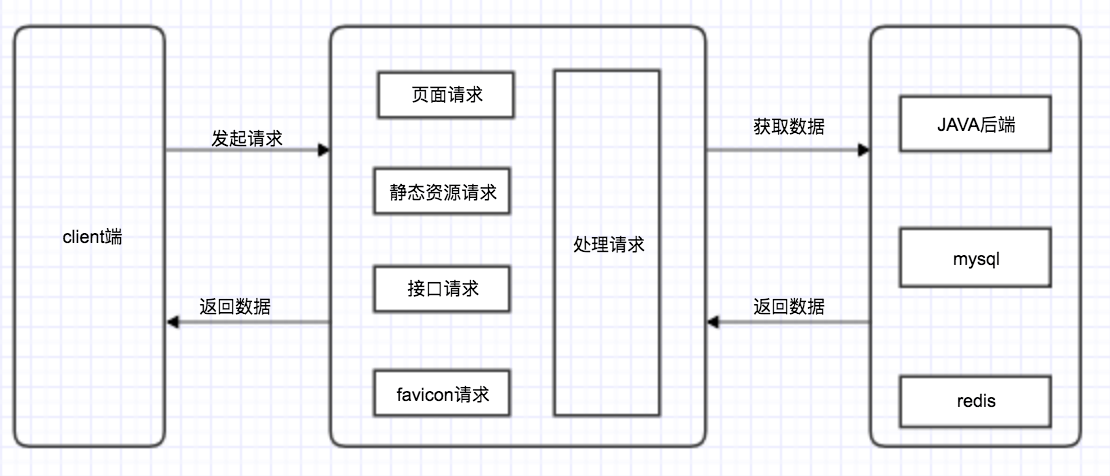 client端
发起请求
返回数据
页面请求
静态资源请求
接口请求
favicon请求
处理请求
获取数据
返回数据
JAVA后端
mysql
redis